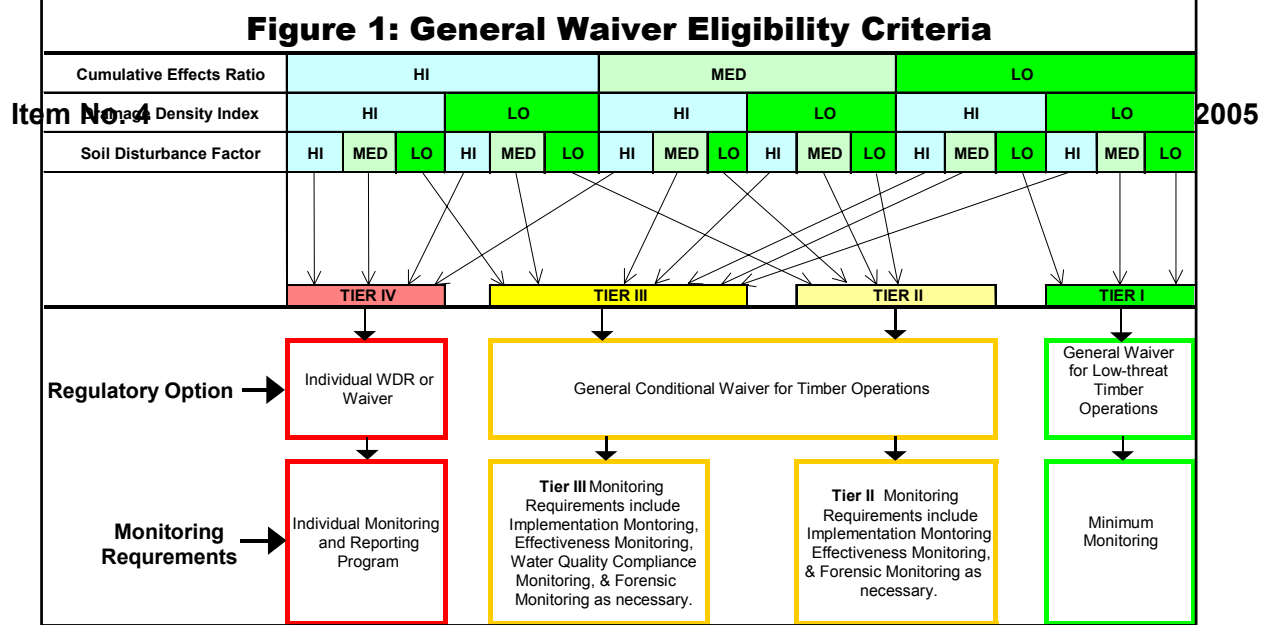 Figure 1: General Waiver Eligibility Criteria
Cumulative Effects Ratio HI MED LO
Item No. 4 Drainage Density Index HI LO HI LO HI LO 2005
Soil Disturbance Factor HI MED LO HI MED LO HI MED LO HI MED LO HI MED LO HI MED LO
TIER IV TIER III TIER II TIER I
Regulatory Option
Individual WDR or
Waiver
General Conditional Waiver for Timber Operations
General Waiver
for Low-threat
Timber
Operations
Monitoring
Requrements
Individual Monitoring
and Reporting
Program
Tier III Monitoring
Requirements include
Implementation Montoring,
Effectiveness Monitoring,
Water Quality Compliance
Monitoring, & Forensic
Monitoring as necessary.
Tier II Monitoring
Requirements include
Implementation Montoring
Effectiveness Monitoring,
& Forensic Monitoring as
necessary.
Minimum
Monitoring